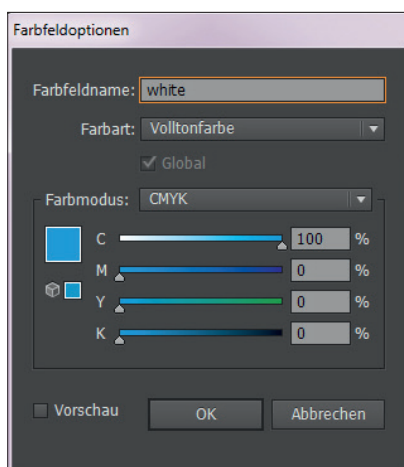 Farbfeldoptionen
Farbfeldname: white
Farbart: Volltonfarbe
Global
Farbmodus: CMYK
C 100 %
M 0 %
Y 0 %
K 0 %
Vorschau OK Abbrechen